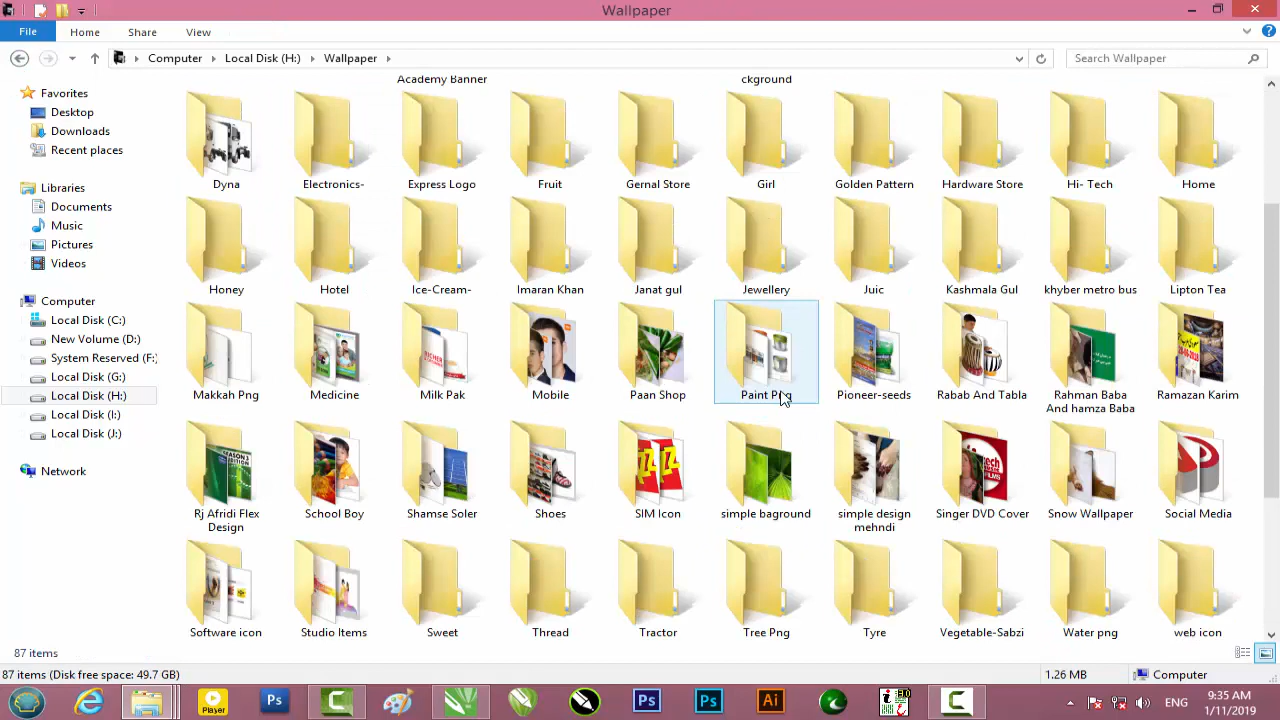 Wallpaper
File Home Share View
Computer Local Disk (H:) Wallpaper Search Wallpaper
Academy Banner ckground
Favorites
Desktop
Downloads
Recent places
Libraries
Documents
Music
Pictures
Videos
Computer
Local Disk (C:)
New Volume (D:)
System Reserved (F:)
Local Disk (G:)
Local Disk (H:)
Local Disk (I:)
Local Disk (J:)
Network
Dyna Electronics- Express Logo Fruit Gernal Store Girl Golden Pattern Hardware Store Hi- Tech Home
Honey Hotel Ice-Cream- Imaran Khan Janat gul Jewellery Juic Kashmala Gul khyber metro bus Lipton Tea
Makkah Png Medicine Milk Pak Mobile Paan Shop Paint Png Pioneer-seeds Rabab And Tabla Rahman Baba And hamza Baba Ramazan Karim
Rj Afridi Flex Design School Boy Shamse Soler Shoes SIM Icon simple baground simple design mehndi Singer DVD Cover Snow Wallpaper Social Media
Software icon Studio Items Sweet Thread Tractor Tree Png Tyre Vegetable-Sabzi Water png web icon
87 items
87 items (Disk free space: 49.7 GB) 1.26 MB Computer
Player Ps Ps Ps Ai ENG 9:35 AM
1/11/2019